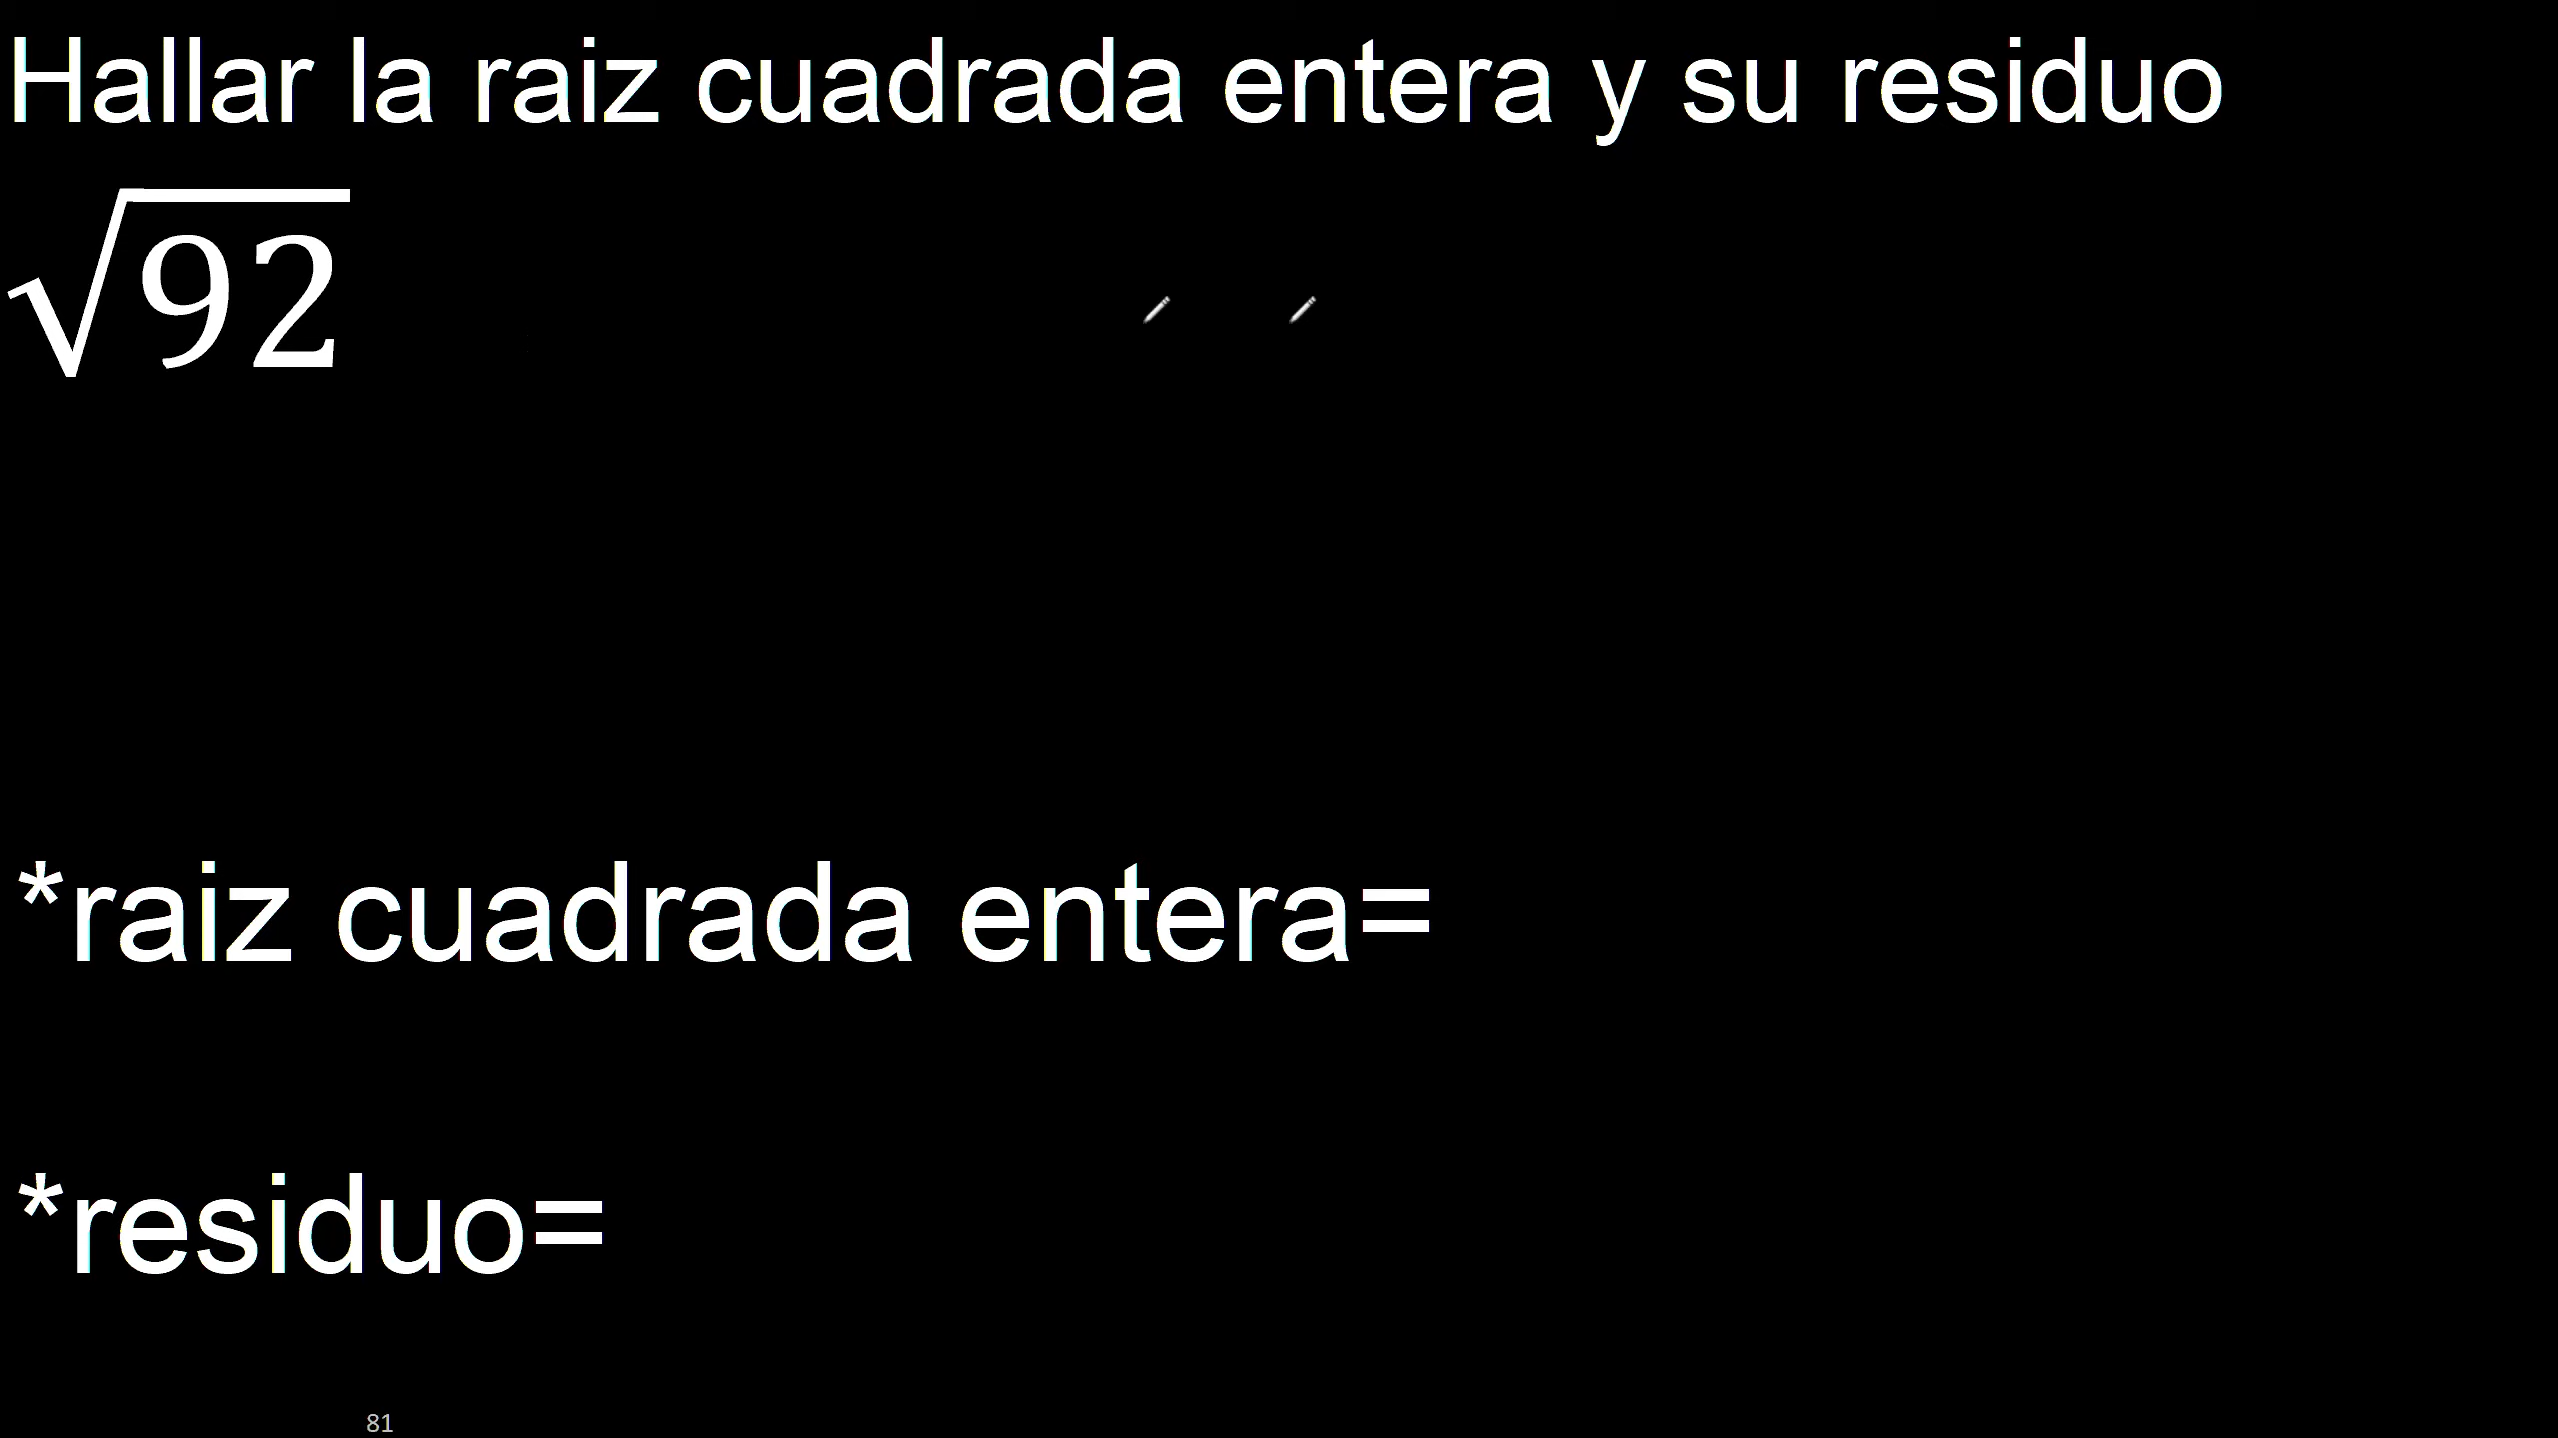 Hallar la raiz cuadrada entera y su residuo
√92
*raiz cuadrada entera=
*residuo=
81